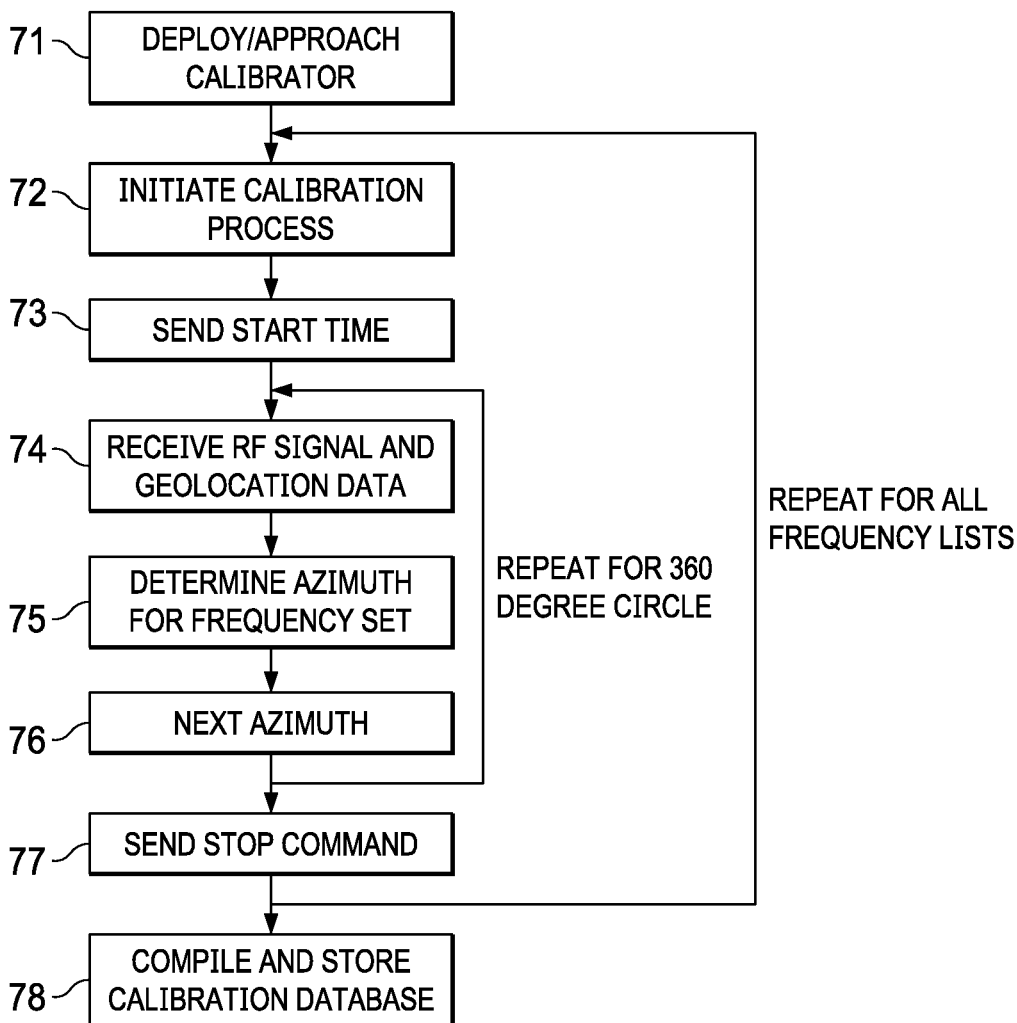 71
DEPLOY/APPROACH
CALIBRATOR
72
INITIATE CALIBRATION
PROCESS
73
SEND START TIME
74
RECEIVE RF SIGNAL AND
GEOLOCATION DATA
75
DETERMINE AZIMUTH
FOR FREQUENCY SET
76
NEXT AZIMUTH
REPEAT FOR 360
DEGREE CIRCLE
REPEAT FOR ALL
FREQUENCY LISTS
77
SEND STOP COMMAND
78
COMPILE AND STORE
CALIBRATION DATABASE